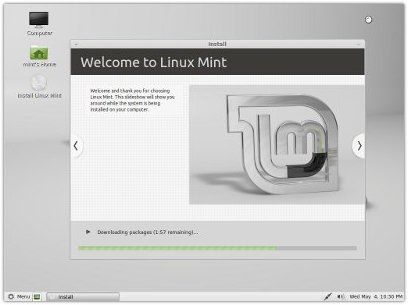 Computer
mint's Home
Install Linux Mint
Install
Welcome to Linux Mint
Welcome and thank you for choosing
Linux Mint. This slideshow will show you
around while the system is being
installed on your computer.
Downloading packages (1:57 remaining)...
Menu
Install
Wed May 4, 10:30 PM